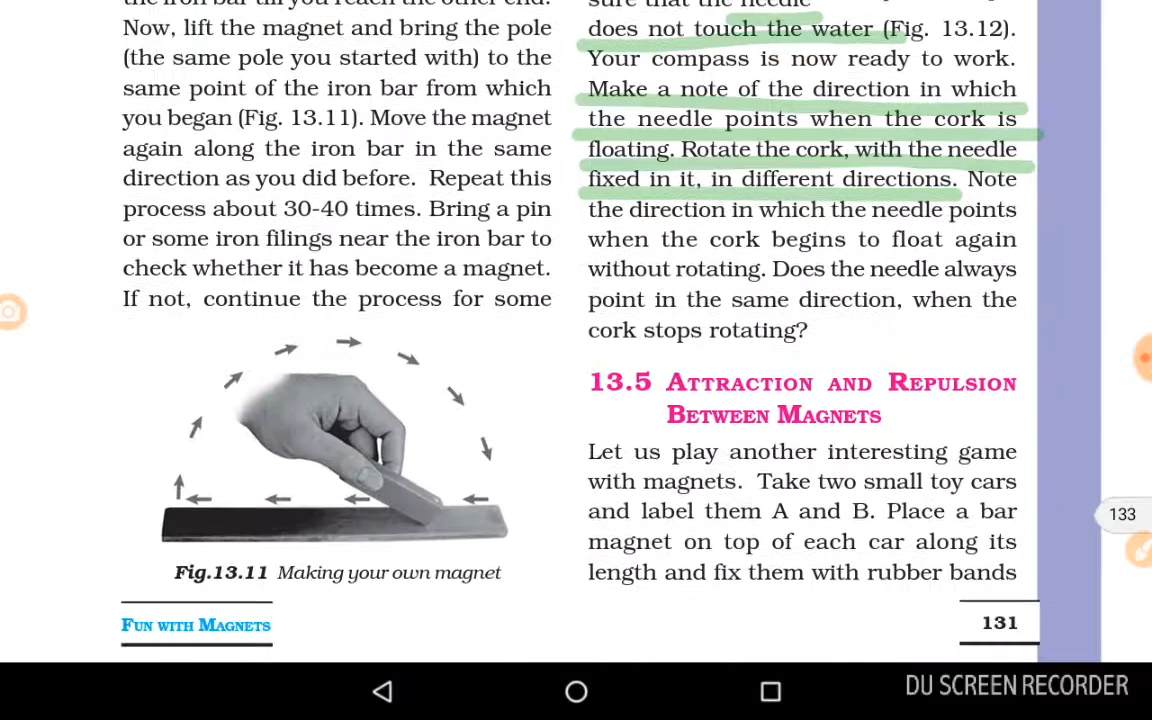 the iron bar till you reach the other end.
Now, lift the magnet and bring the pole
(the same pole you started with) to the
same point of the iron bar from which
you began (Fig. 13.11). Move the magnet
again along the iron bar in the same
direction as you did before. Repeat this
process about 30-40 times. Bring a pin
or some iron filings near the iron bar to
check whether it has become a magnet.
If not, continue the process for some
Fig.13.11 Making your own magnet
sure that the needle
does not touch the water (Fig. 13.12).
Your compass is now ready to work.
Make a note of the direction in which
the needle points when the cork is
floating. Rotate the cork, with the needle
fixed in it, in different directions. Note
the direction in which the needle points
when the cork begins to float again
without rotating. Does the needle always
point in the same direction, when the
cork stops rotating?
13.5 ATTRACTION AND REPULSION
BETWEEN MAGNETS
Let us play another interesting game
with magnets. Take two small toy cars
and label them A and B. Place a bar
magnet on top of each car along its
length and fix them with rubber bands
133
FUN WITH MAGNETS
131
DU SCREEN RECORDER